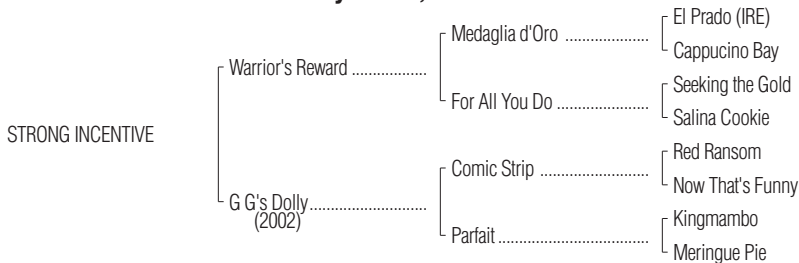 El Prado (IRE)
Medaglia d'Oro ....................
Cappucino Bay
Warrior's Reward ..................
Seeking the Gold
For All You Do ......................
Salina Cookie
STRONG INCENTIVE
Red Ransom
Comic Strip ..........................
Now That's Funny
G G's Dolly............................
(2002)
Kingmambo
Parfait ....................................
Meringue Pie